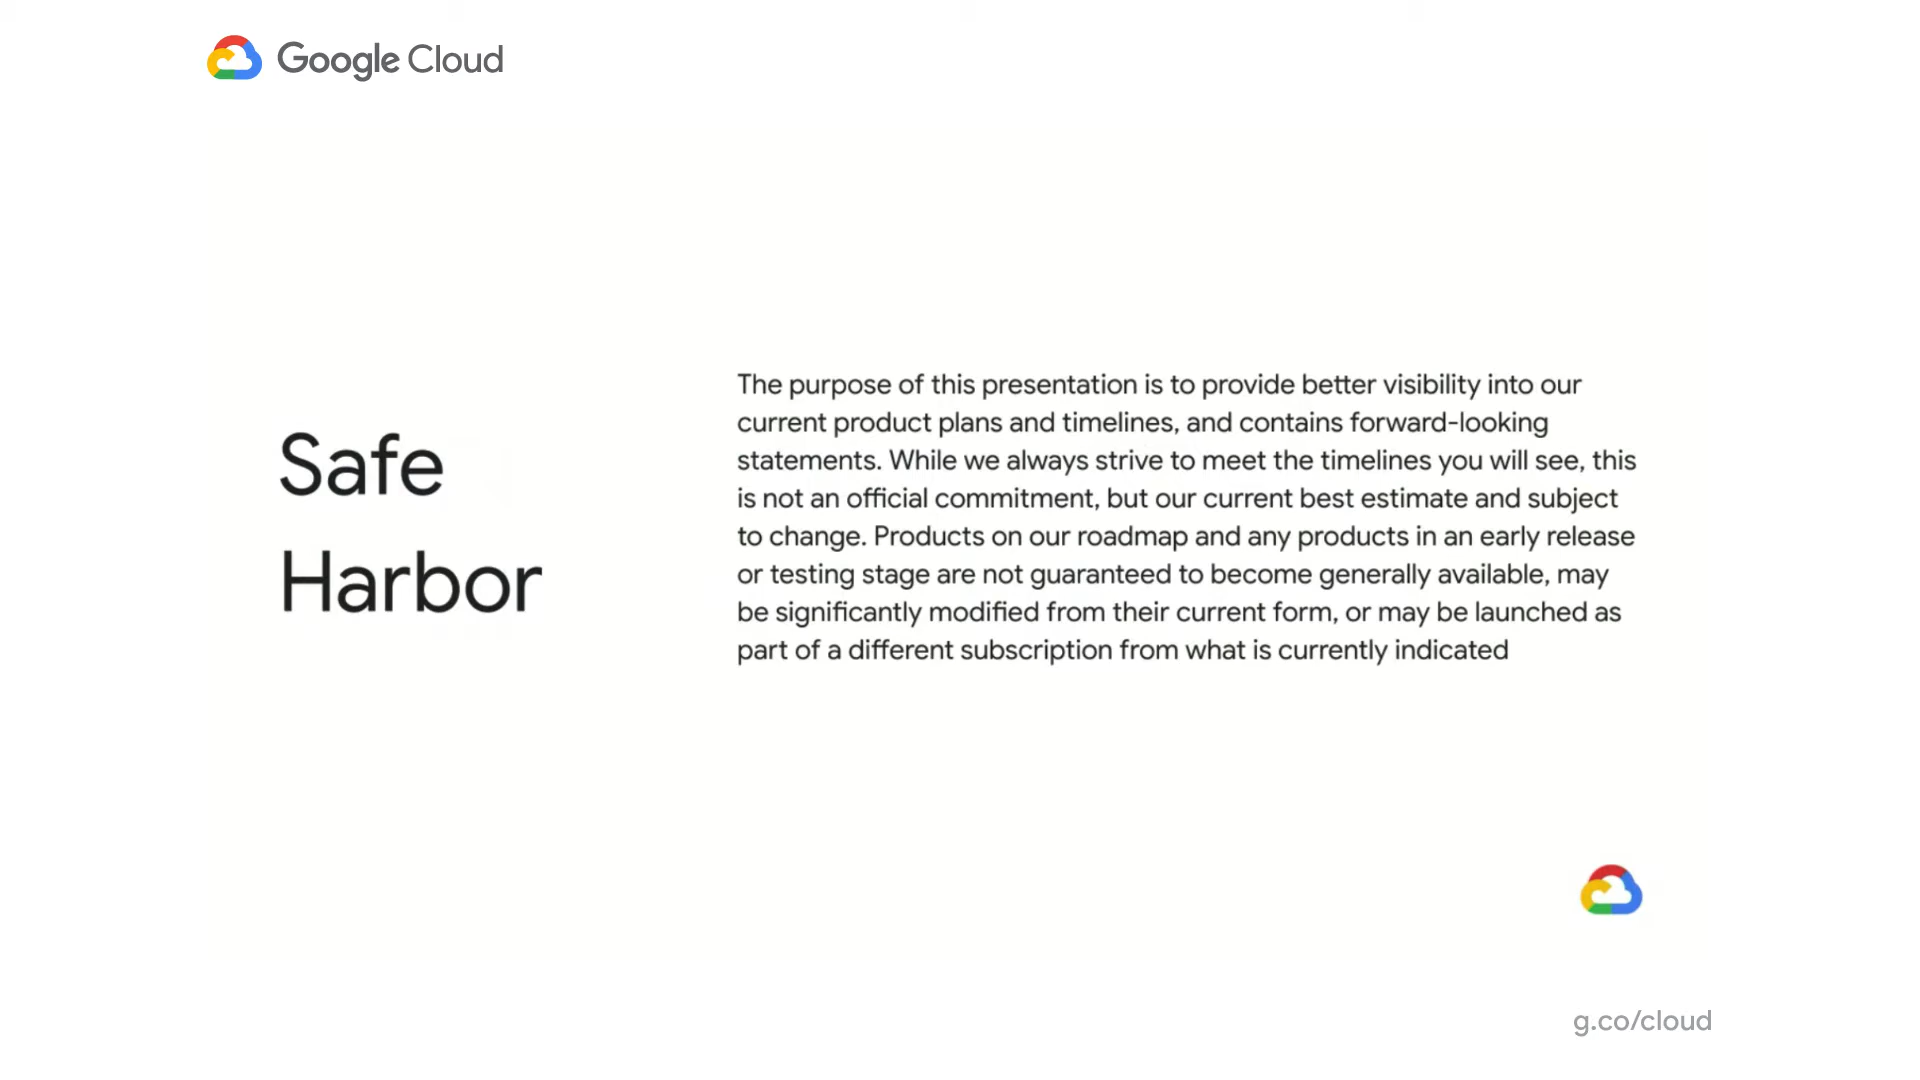 Google Cloud
Safe
Harbor
The purpose of this presentation is to provide better visibility into our
current product plans and timelines, and contains forward-looking
statements. While we always strive to meet the timelines you will see, this
is not an official commitment, but our current best estimate and subject
to change. Products on our roadmap and any products in an early release
or testing stage are not guaranteed to become generally available, may
be significantly modified from their current form, or may be launched as
part of a different subscription from what is currently indicated
g.co/cloud